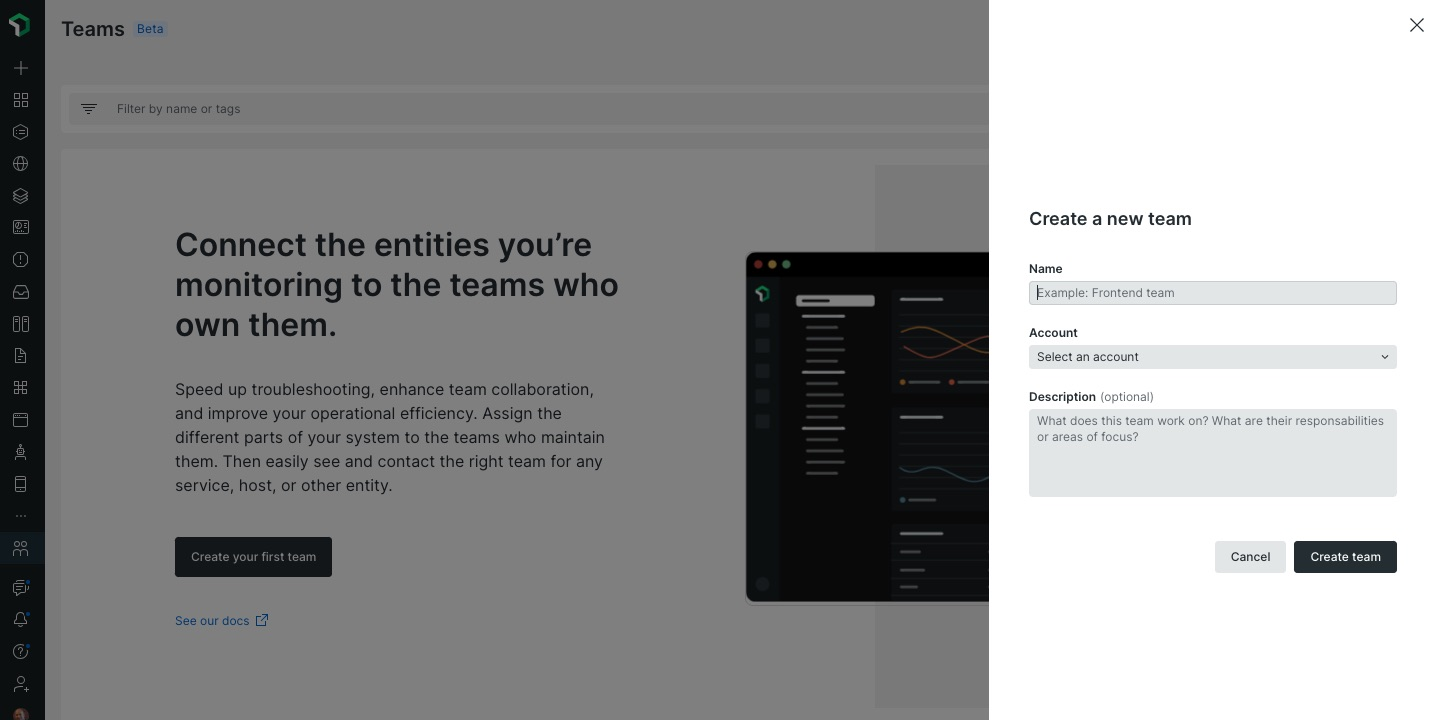 Teams Beta
Filter by name or tags
Connect the entities you’re
monitoring to the teams who
own them.
Speed up troubleshooting, enhance team collaboration,
and improve your operational efficiency. Assign the
different parts of your system to the teams who maintain
them. Then easily see and contact the right team for any
service, host, or other entity.
Create your first team
See our docs
Create a new team
Name
Example: Frontend team
Account
Select an account
Description (optional)
What does this team work on? What are their responsabilities
or areas of focus?
Cancel
Create team